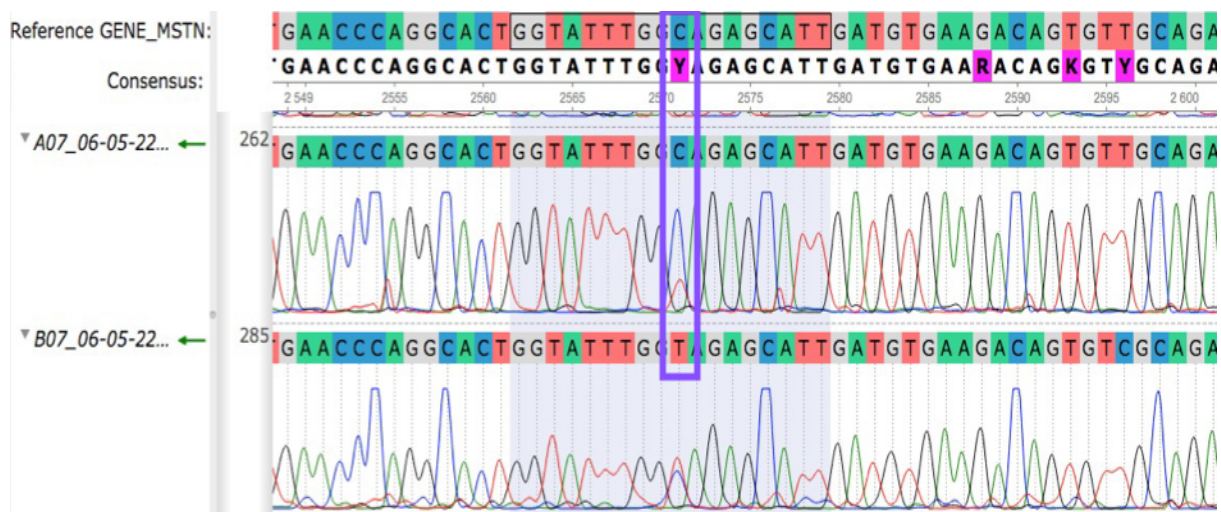 Reference GENE_MSTN: GAACCCAGGCACTGGTATTTGGCAGAGCATTGATGTGAAGACAGTGTTGCAGA
Consensus: GAACCCAGGCACTGGTATTTGGYAGAGCATTGATGTGAARACAGKGTYGCAGA
2 549 2555 2560 2565 2570 2575 2580 2585 2590 2595 2 600
A07_06-05-22... 262 GAACCCAGGCACTGGTATTTGGCAGAGCATTGATGTGAAGACAGTGTTGCAGA
B07_06-05-22... 285 GAACCCAGGCACTGGTATTTGGTAGAGCATTGATGTGAAGACAGTGTCGCAGA